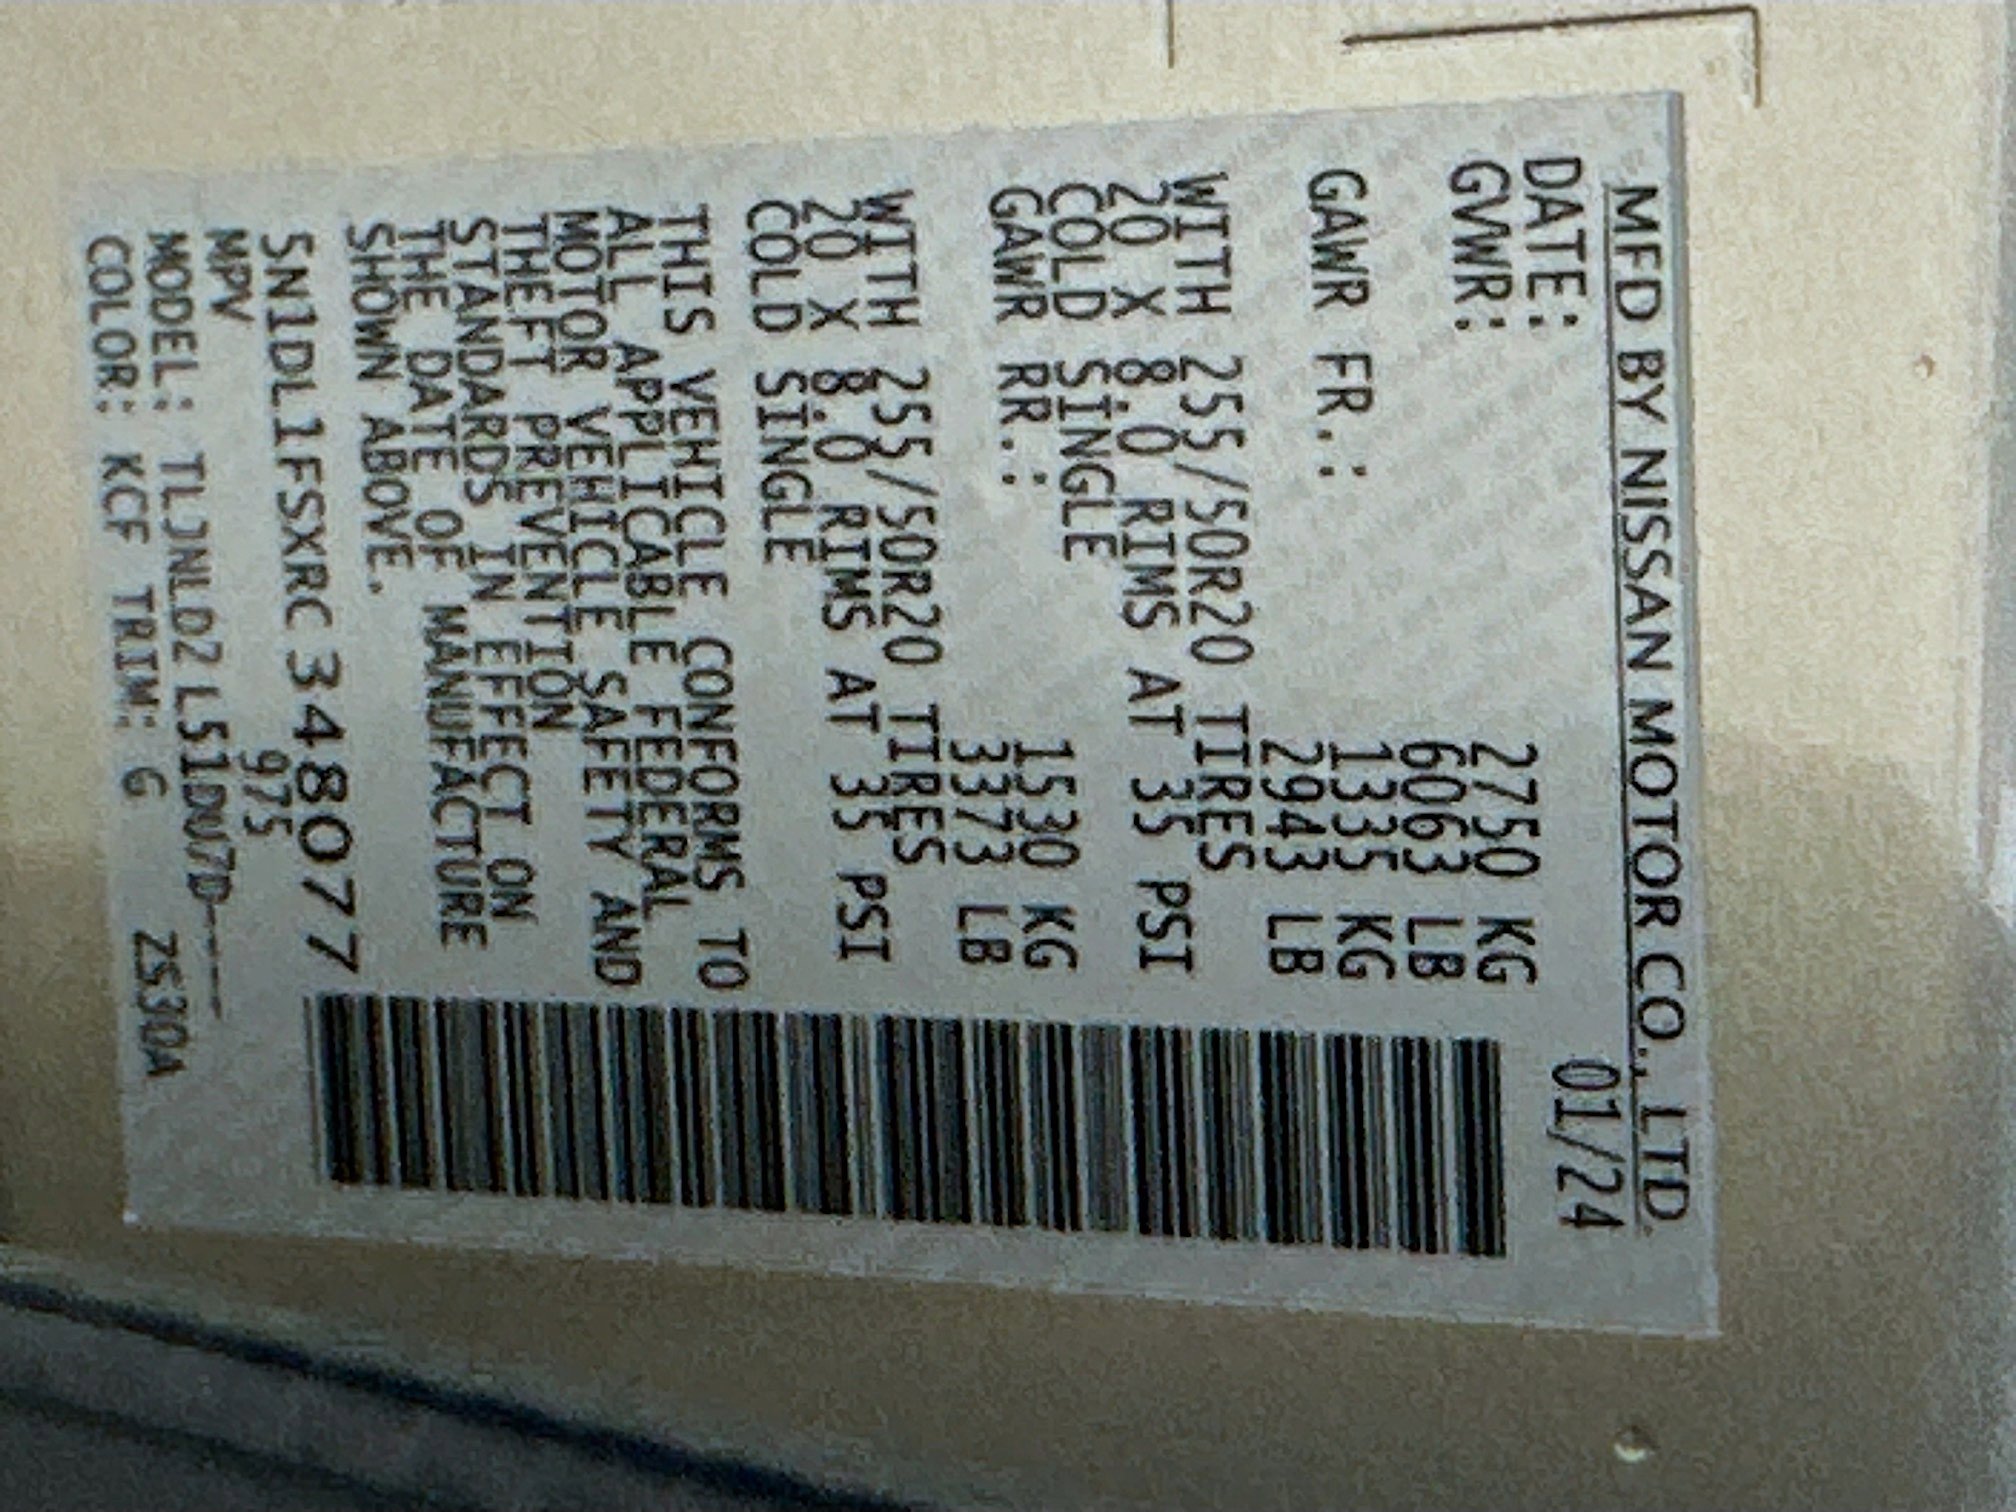 MFD BY NISSAN MOTOR CO., LTD.
DATE: 01/24
GVWR: 2750 KG
6063 LB
GAWR FR.: 1335 KG
2943 LB
WITH 255/50R20 TIRES
20 X 8.0 RIMS AT 35 PSI
COLD SINGLE
GAWR RR.: 1530 KG
3373 LB
WITH 255/50R20 TIRES
20 X 8.0 RIMS AT 35 PSI
COLD SINGLE
THIS VEHICLE CONFORMS TO
ALL APPLICABLE FEDERAL
MOTOR VEHICLE SAFETY AND
THEFT PREVENTION
STANDARDS IN EFFECT ON
THE DATE OF MANUFACTURE
SHOWN ABOVE.
5N1DL1FSXRC348077
MPV 975
MODEL: TLJNLD2L51DU7D----
COLOR: KCF TRIM: G ZS30A